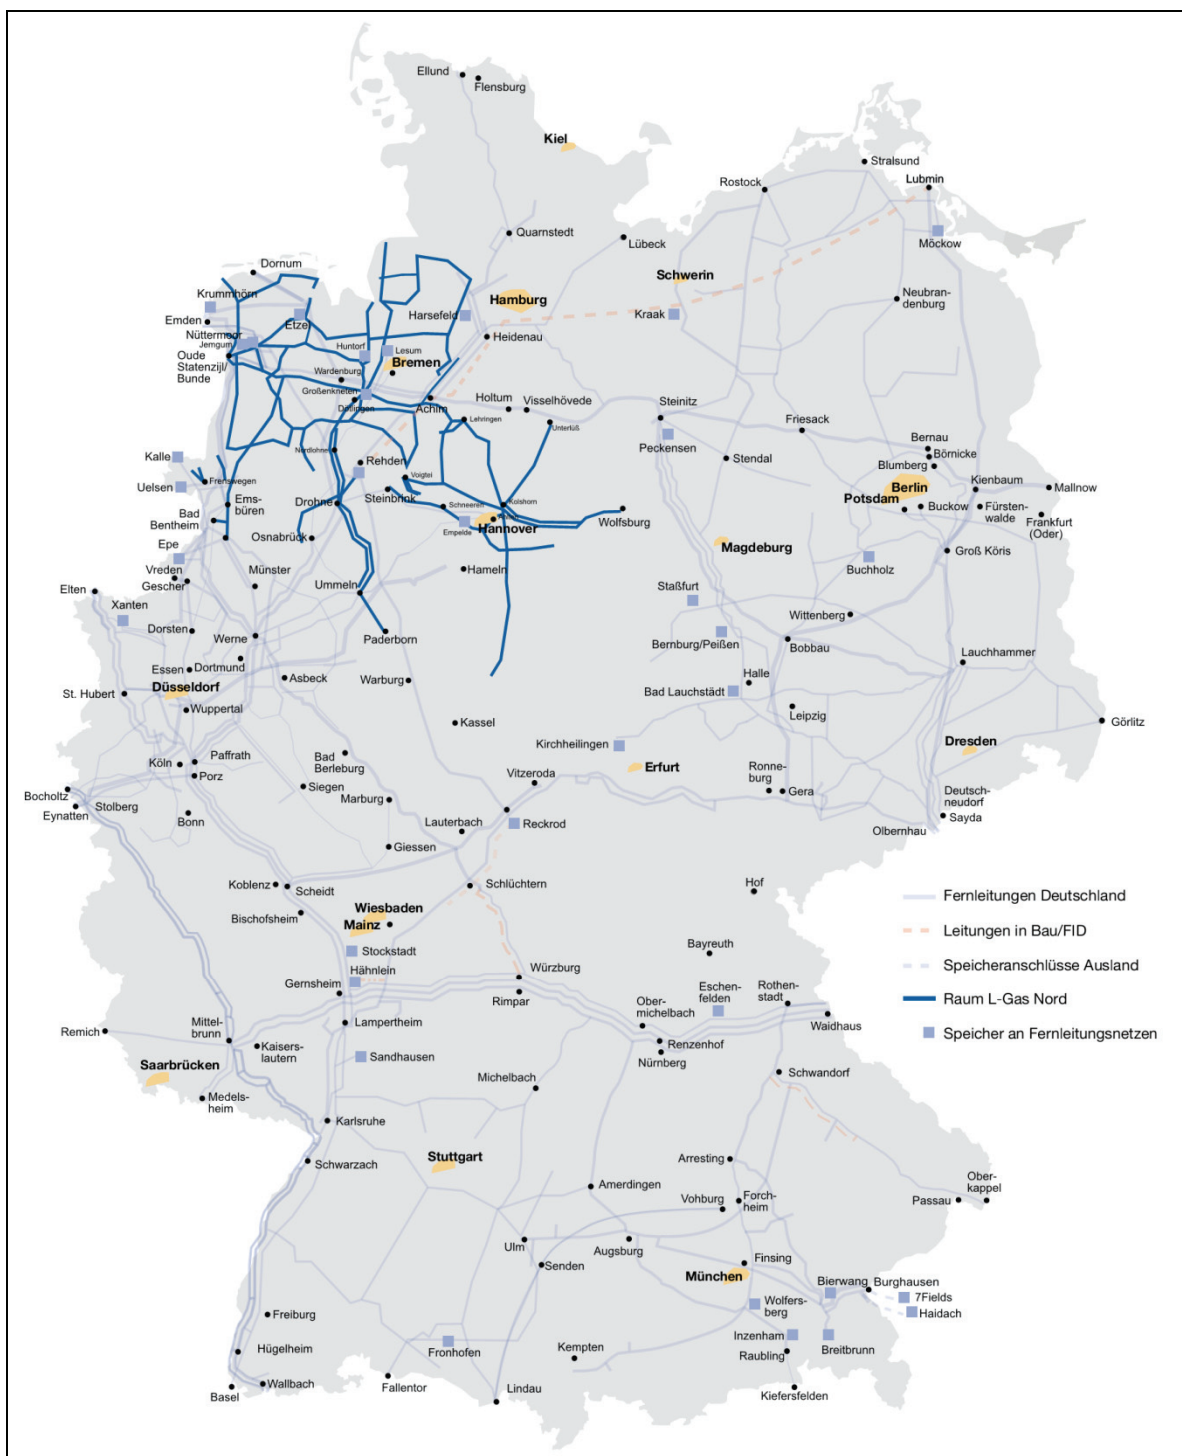 Ellund
Flensburg
Kiel
Stralsund
Rostock
Lubmin
Quarnstedt
Lübeck
Möckow
Dornum
Schwerin
Krummhörn
Hamburg
Neubran-
denburg
Emden
Etzel
Harsefeld
Kraak
Nüttermoor
Jemgum
Huntorf
Lesum
Heidenau
Oude
Statenzijl/
Bunde
Bremen
Wardenburg
Großenkneten
Döllingen
Achim
Holtum
Visselhövede
Steinitz
Lehringen
Unterlüß
Friesack
Peckensen
Bernau
Börnicke
Blumberg
Kalle
Nordlohne
Rehden
Voigtei
Stendal
Frenswegen
Uelsen
Steinbrink
Berlin
Kienbaum
Mallnow
Ems-
büren
Drohne
Schneeren
Kolshorn
Wolfsburg
Potsdam
Buckow
Fürsten-
walde
Frankfurt
(Oder)
Bad
Bentheim
Hannover
Empelde
Osnabrück
Magdeburg
Groß Köris
Epe
Buchholz
Vreden
Gescher
Münster
Hameln
Elten
Ummeln
Staßfurt
Xanten
Wittenberg
Dorsten
Werne
Paderborn
Bernburg/Peißen
Bobbau
Lauchhammer
Essen
Dortmund
Halle
Asbeck
Warburg
Düsseldorf
St. Hubert
Bad Lauchstädt
Wuppertal
Leipzig
Kassel
Görlitz
Kirchheilingen
Dresden
Köln
Paffrath
Bad
Berleburg
Erfurt
Ronne-
burg
Porz
Vitzeroda
Gera
Siegen
Marburg
Bocholtz
Eynatten
Stolberg
Deutsch-
neudorf
Sayda
Bonn
Lauterbach
Reckrod
Olbernhau
Giessen
Koblenz
Scheidt
Schlüchtern
Hof
Fernleitungen Deutschland
Bischofsheim
Wiesbaden
Mainz
Leitungen in Bau/FID
Stockstadt
Bayreuth
Speicheranschlüsse Ausland
Hähnlein
Würzburg
Gernsheim
Rimpar
Eschen-
felden
Rothen-
stadt
Raum L-Gas Nord
Ober-
michelbach
Waidhaus
Speicher an Fernleitungsnetzen
Remich
Mittel-
brunn
Lampertheim
Kaisers-
lautern
Renzenhof
Nürnberg
Sandhausen
Saarbrücken
Michelbach
Schwandorf
Medels-
heim
Karlsruhe
Stuttgart
Schwarzach
Arresting
Ober-
kappel
Amerdingen
Vohburg
Forch-
heim
Passau
Ulm
Augsburg
Senden
Finsing
München
Bierwang
Burghausen
7Fields
Haidach
Wolfers-
berg
Freiburg
Inzenham
Breitbrunn
Hügelheim
Fronhofen
Kempten
Raubling
Basel
Wallbach
Fallentor
Lindau
Kiefersfelden